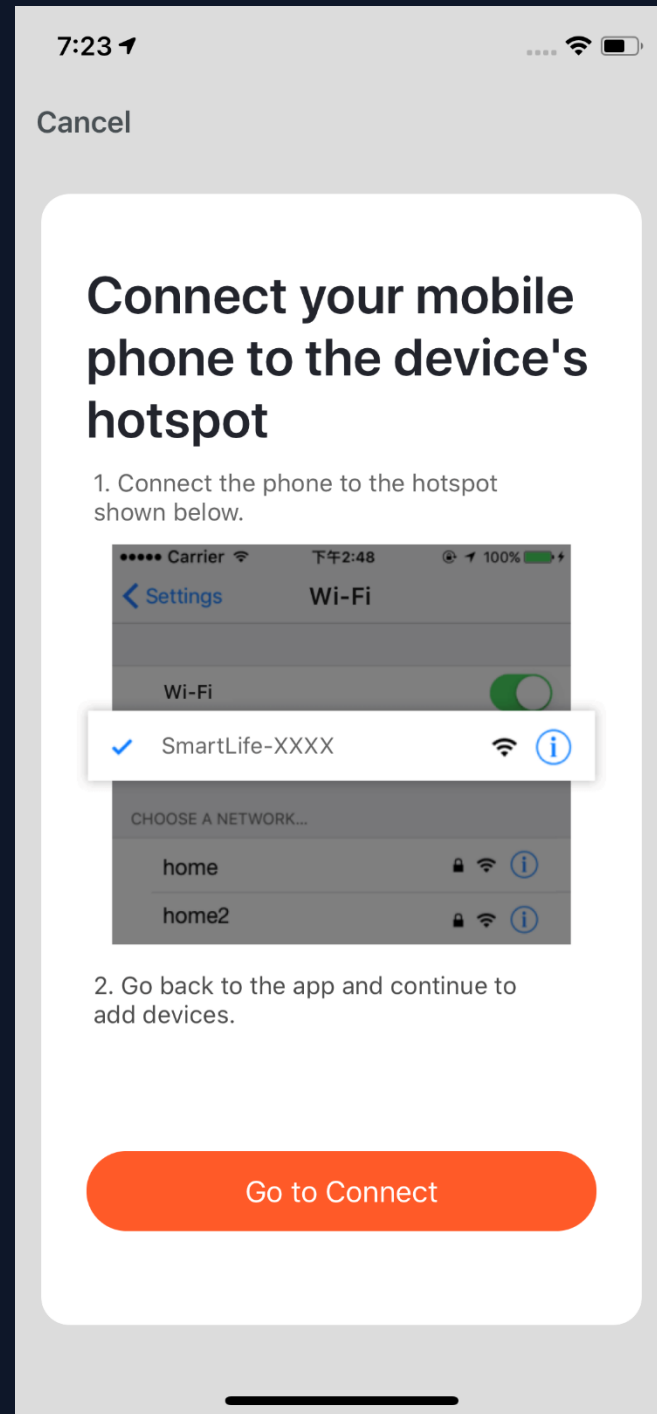 7:23
Cancel
Connect your mobile
phone to the device's
hotspot
1. Connect the phone to the hotspot
shown below.
Carrier 下午2:48 100%
Settings Wi-Fi
Wi-Fi
SmartLife-XXXX
CHOOSE A NETWORK...
home
home2
2. Go back to the app and continue to
add devices.
Go to Connect